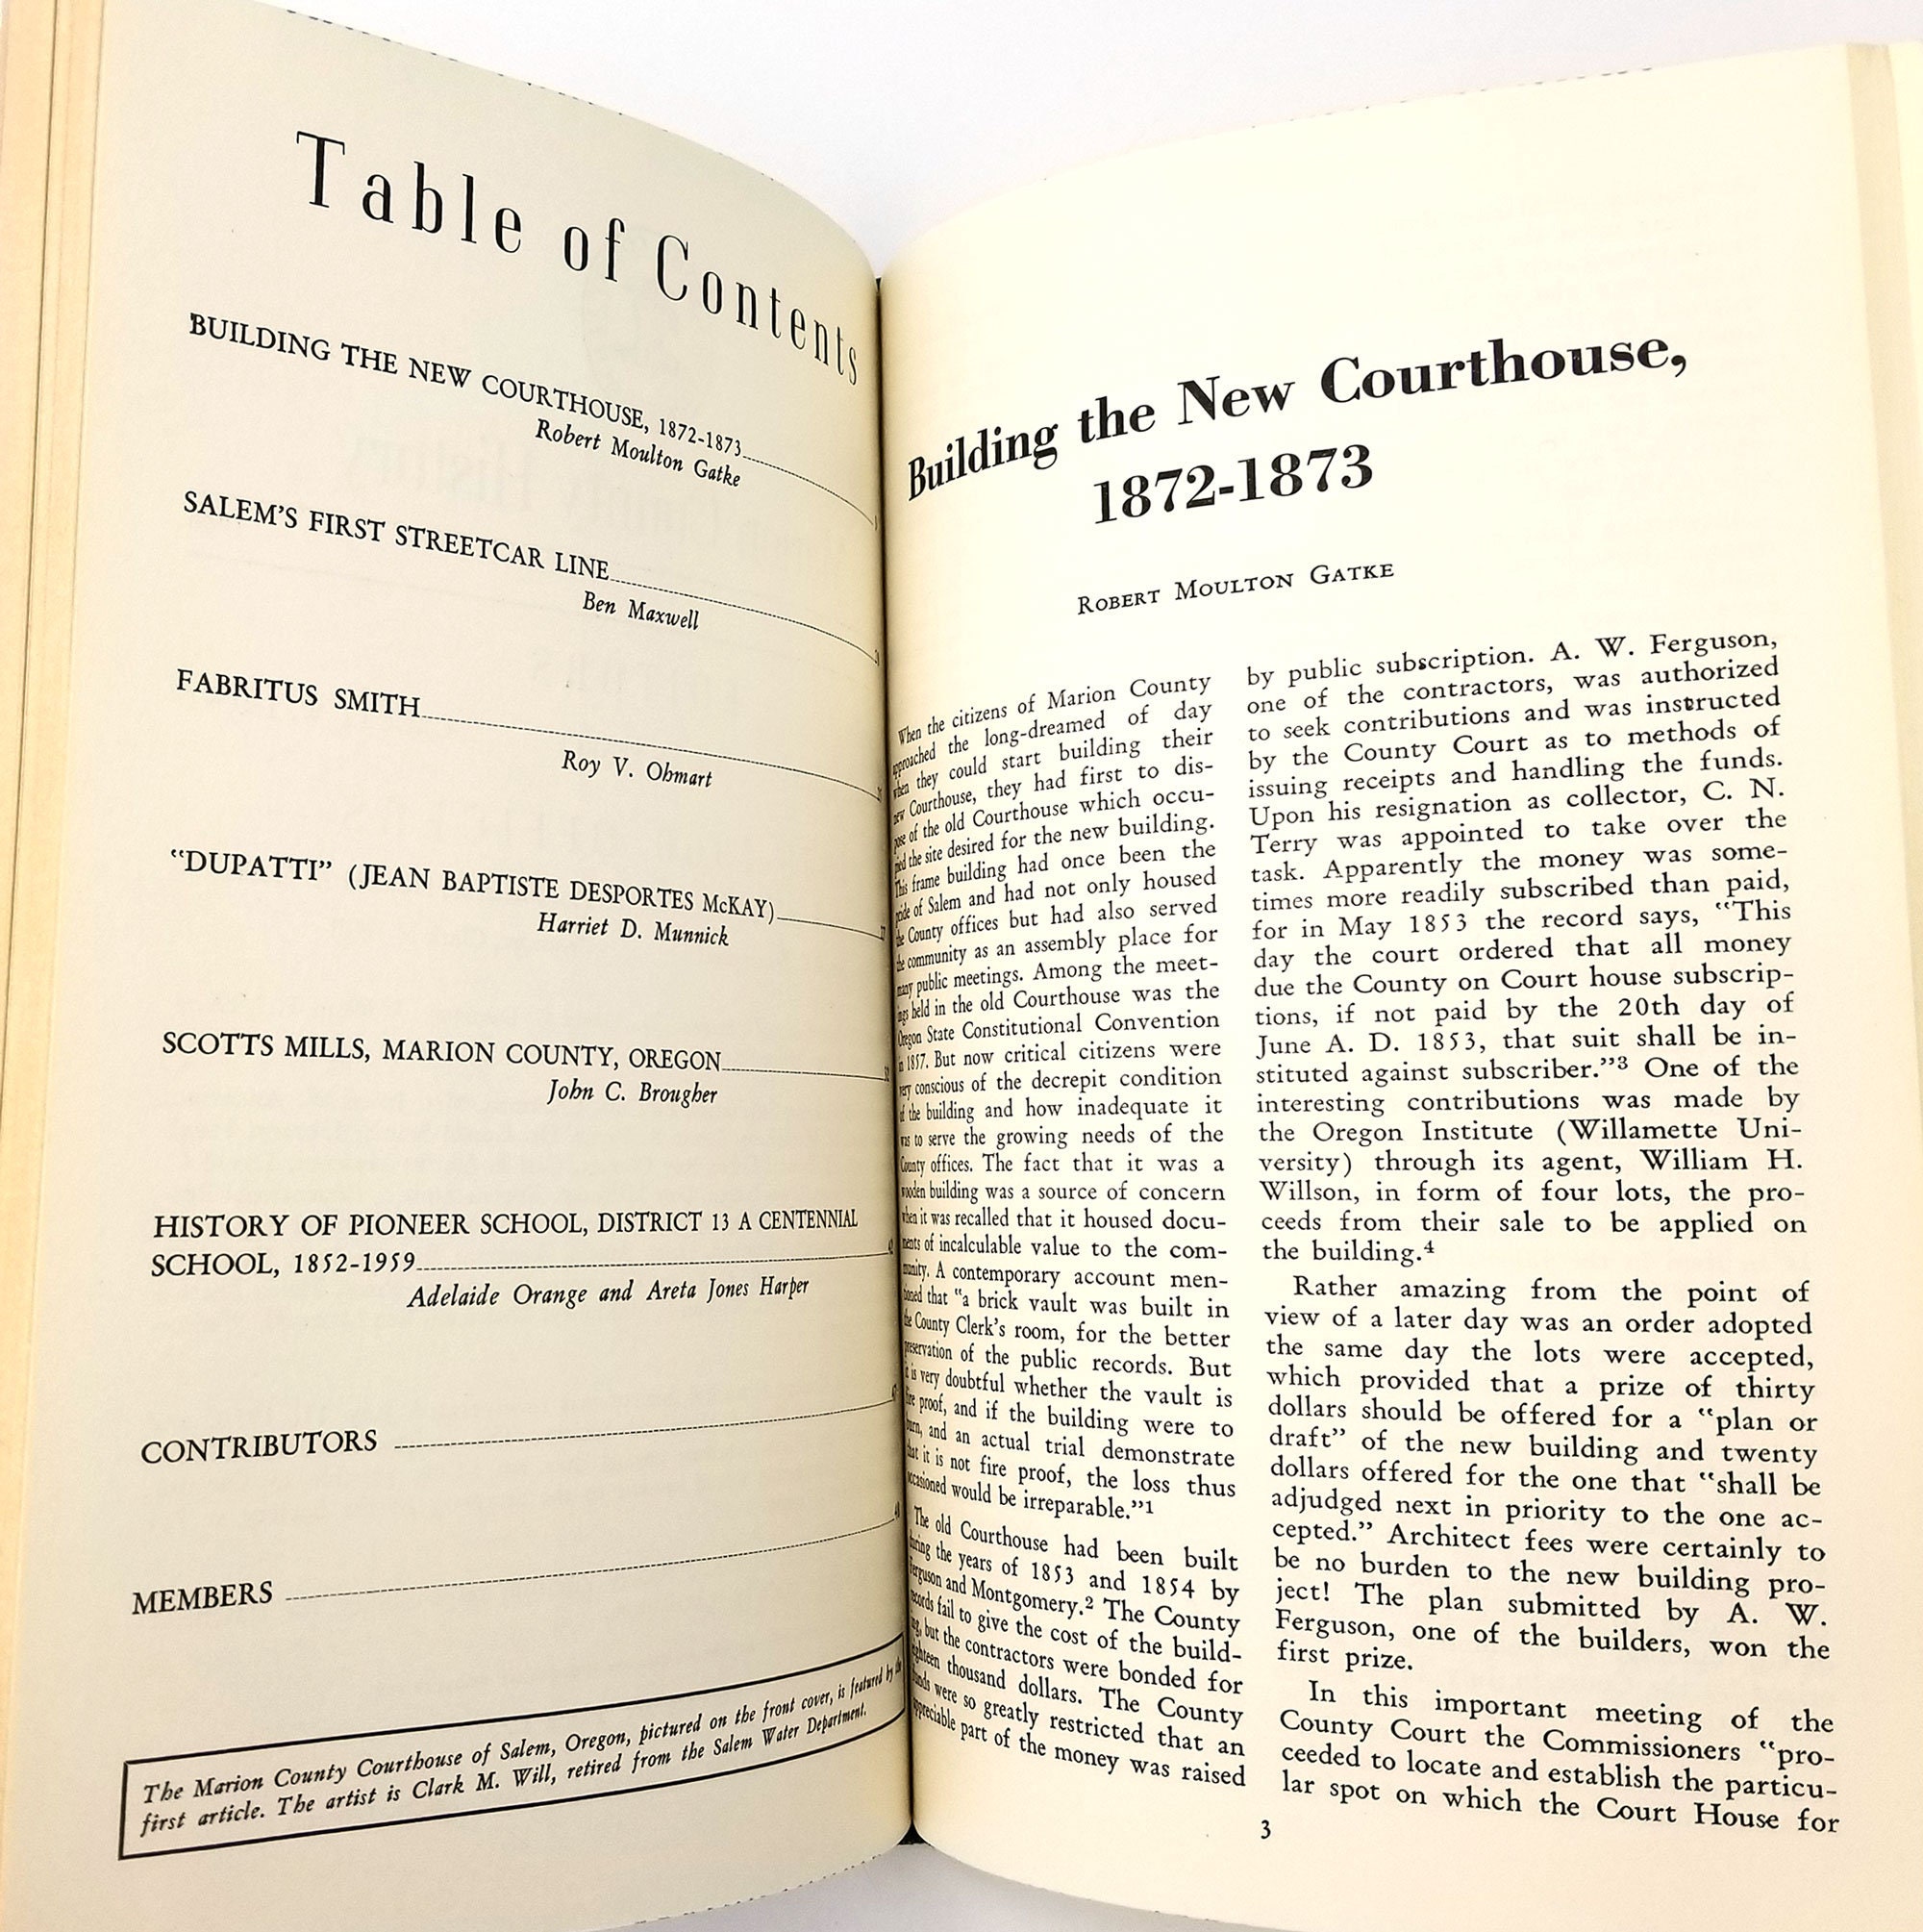 Table of Contents
BUILDING THE NEW COURTHOUSE, 1872-1873
Robert Moulton Gatke
SALEM'S FIRST STREETCAR LINE
Ben Maxwell
FABRITUS SMITH
Roy V. Ohmart
"DUPATTI" (JEAN BAPTISTE DESPORTES McKAY)
Harriet D. Munnick
SCOTTS MILLS, MARION COUNTY, OREGON
John C. Brougher
HISTORY OF PIONEER SCHOOL, DISTRICT 13 A CENTENNIAL
SCHOOL, 1852-1959
Adelaide Orange and Areta Jones Harper
CONTRIBUTORS
MEMBERS
The Marion County Courthouse of Salem, Oregon, pictured on the front cover, is featured by the
first article. The artist is Clark M. Will, retired from the Salem Water Department.
Building the New Courthouse,
1872-1873
ROBERT MOULTON GATKE
When the citizens of Marion County
approached the long-dreamed of day
when they could start building their
new Courthouse, they had first to dis-
pose of the old Courthouse which occu-
pied the site desired for the new building.
This frame building had once been the
pride of Salem and had not only housed
the County offices but had also served
the community as an assembly place for
many public meetings. Among the meet-
ings held in the old Courthouse was the
Oregon State Constitutional Convention
in 1857. But now critical citizens were
very conscious of the decrepit condition
of the building and how inadequate it
was to serve the growing needs of the
County offices. The fact that it was a
wooden building was a source of concern
when it was recalled that it housed docu-
ments of incalculable value to the com-
munity. A contemporary account men-
tioned that "a brick vault was built in
the County Clerk's room, for the better
preservation of the public records. But
it is very doubtful whether the vault is
fire proof, and if the building were to
burn, and an actual trial demonstrate
that it is not fire proof, the loss thus
occasioned would be irreparable."1
The old Courthouse had been built
during the years of 1853 and 1854 by
Ferguson and Montgomery.2 The County
records fail to give the cost of the build-
ing, but the contractors were bonded for
eighteen thousand dollars. The County
funds were so greatly restricted that an
appreciable part of the money was raised
by public subscription. A. W. Ferguson,
one of the contractors, was authorized
to seek contributions and was instructed
by the County Court as to methods of
issuing receipts and handling the funds.
Upon his resignation as collector, C. N.
Terry was appointed to take over the
task. Apparently the money was some-
times more readily subscribed than paid,
for in May 1853 the record says, "This
day the court ordered that all money
due the County on Court house subscrip-
tions, if not paid by the 20th day of
June A. D. 1853, that suit shall be in-
stituted against subscriber."3 One of the
interesting contributions was made by
the Oregon Institute (Willamette Uni-
versity) through its agent, William H.
Willson, in form of four lots, the pro-
ceeds from their sale to be applied on
the building.4
Rather amazing from the point of
view of a later day was an order adopted
the same day the lots were accepted,
which provided that a prize of thirty
dollars should be offered for a "plan or
draft" of the new building and twenty
dollars offered for the one that "shall be
adjudged next in priority to the one ac-
cepted." Architect fees were certainly to
be no burden to the new building pro-
ject! The plan submitted by A. W.
Ferguson, one of the builders, won the
first prize.
In this important meeting of the
County Court the Commissioners "pro-
ceeded to locate and establish the particu-
lar spot on which the Court House for
3